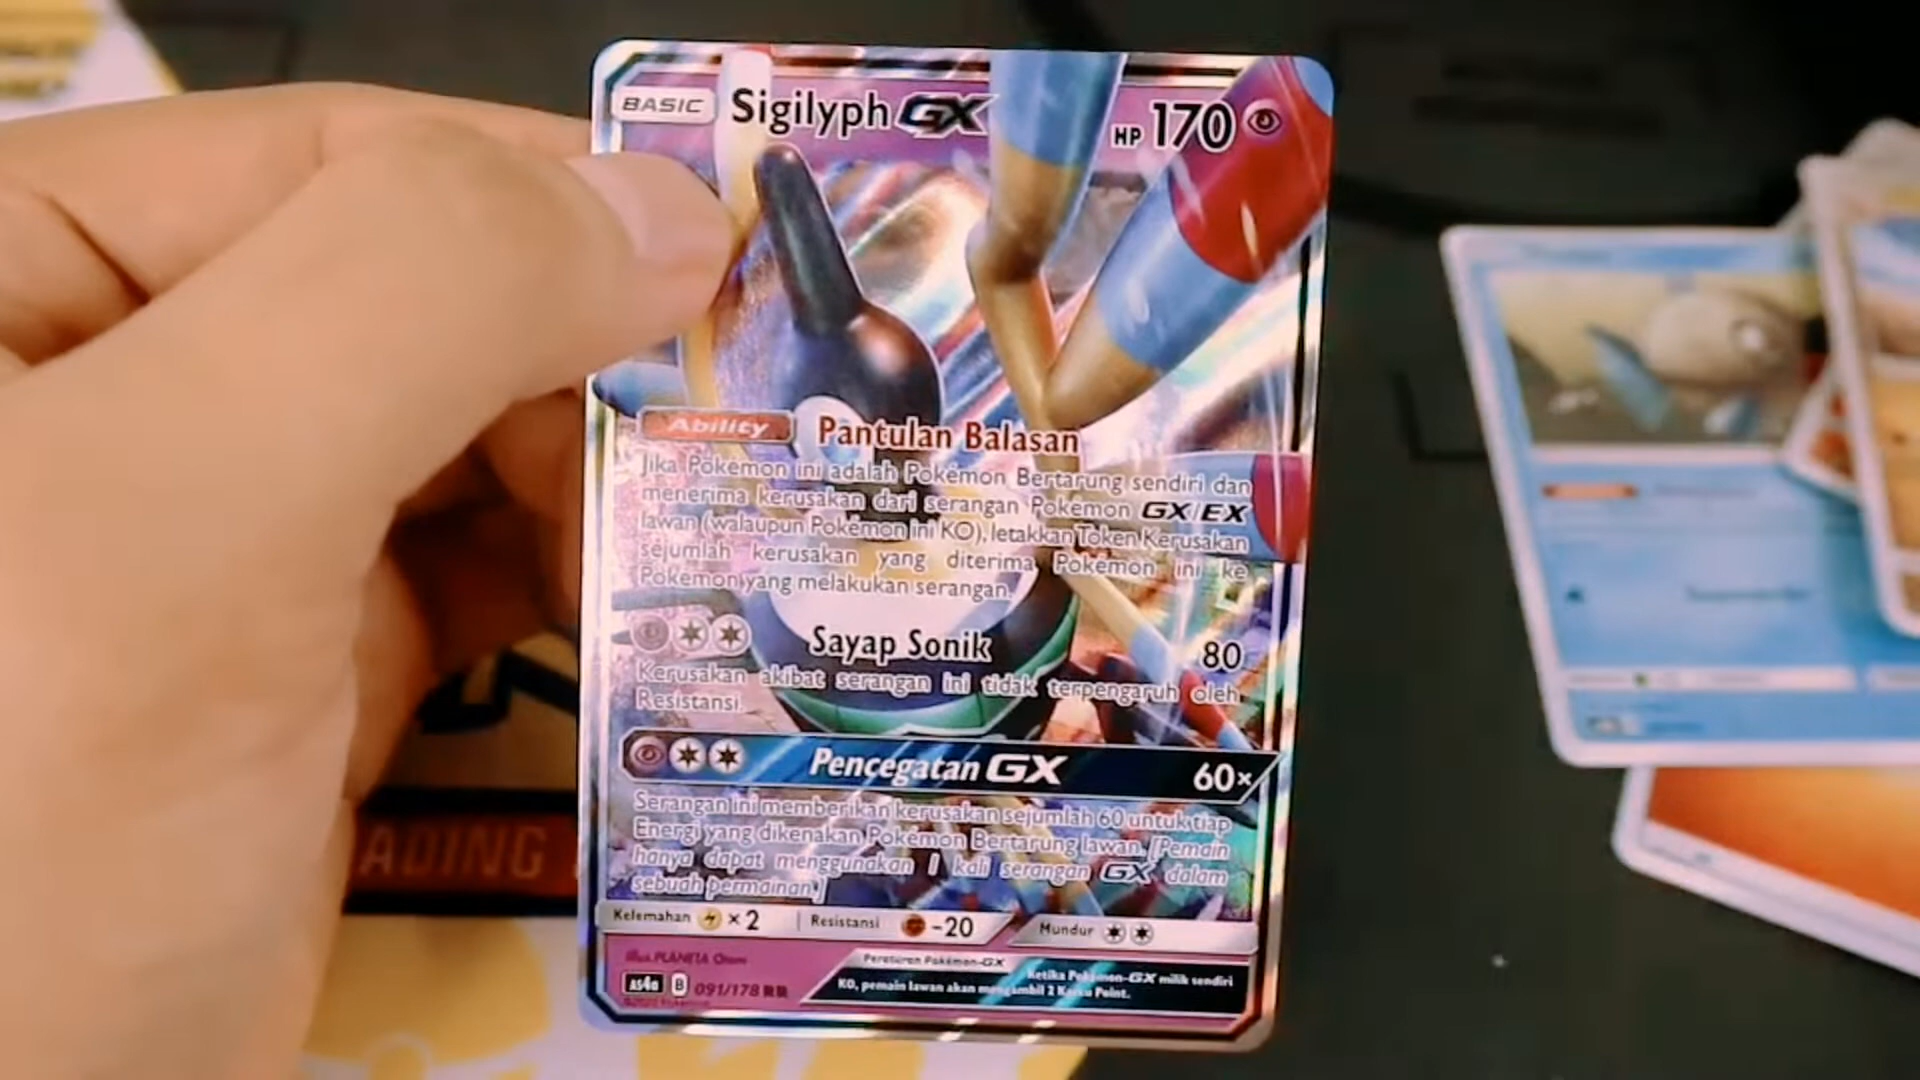 BASIC Sigilyph GX HP 170
Ability Pantulan Balasan
Jika Pokémon ini adalah Pokémon Bertarung sendiri dan
menerima kerusakan dari serangan Pokémon GX/EX
lawan (walaupun Pokémon ini KO), letakkan Token Kerusakan
sejumlah kerusakan yang diterima Pokémon ini ke
Pokémon yang melakukan serangan.
Sayap Sonik 80
Kerusakan akibat serangan ini tidak terpengaruh oleh
Resistansi.
Pencegatan GX 60×
Serangan ini memberikan kerusakan sejumlah 60 untuk tiap
Energi yang dikenakan Pokémon Bertarung lawan. [Pemain
hanya dapat menggunakan 1 kali serangan GX dalam
sebuah permainan.]
Kelemahan ×2 Resistansi -20 Mundur
Illus. PLANETA Otani
Peraturan Pokémon-GX
Ketika Pokémon-GX milik sendiri
KO, pemain lawan akan mengambil 2 Kartu Point.
AS4a B 091/178 RR
ADING